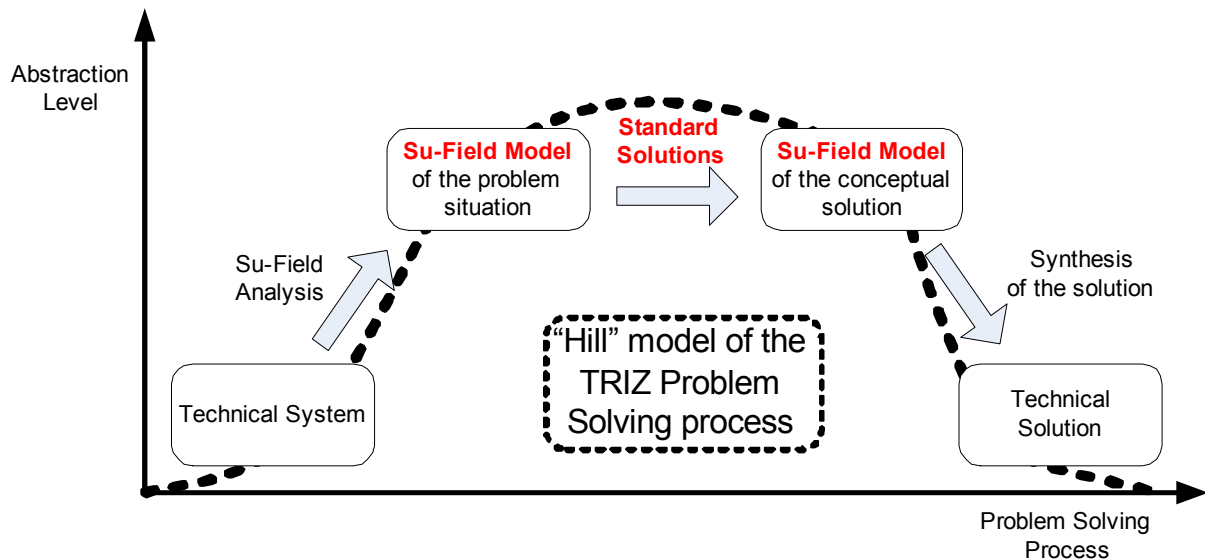 Abstraction
Level
Su-Field Model
of the problem
situation
Standard
Solutions
Su-Field Model
of the conceptual
solution
Su-Field
Analysis
Synthesis
of the solution
“Hill” model of the
TRIZ Problem
Solving process
Technical System
Technical
Solution
Problem Solving
Process